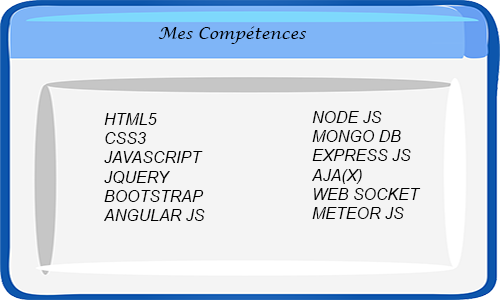 Mes Compétences
HTML5
CSS3
JAVASCRIPT
JQUERY
BOOTSTRAP
ANGULAR JS
NODE JS
MONGO DB
EXPRESS JS
AJA(X)
WEB SOCKET
METEOR JS